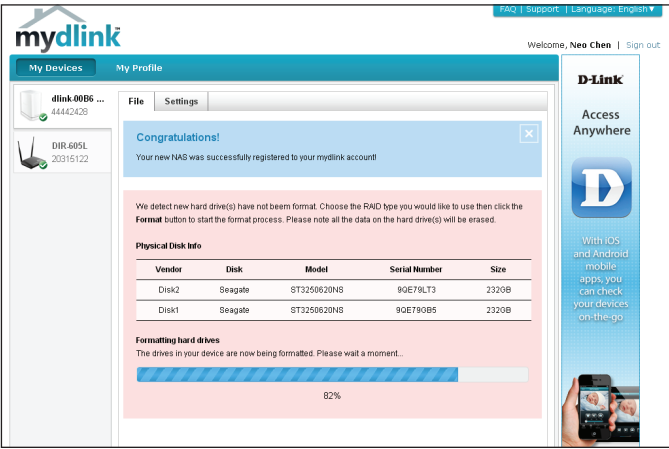 FAQ | Support | Language: English▼
mydlink™
Welcome, Neo Chen | Sign out
My Devices My Profile
dlink-00B6 ...
44442428
DIR-605L
20315122
File Settings
Congratulations!
Your new NAS was successfully registered to your mydlink account!
We detect new hard drive(s) have not beem format. Choose the RAID type you would like to use then click the
Format button to start the format process. Please note all the data on the hard drive(s) will be erased.
Physical Disk Info
Vendor Disk Model Serial Number Size
Disk2 Seagate ST3250620NS 9QE79LT3 232GB
Disk1 Seagate ST3250620NS 9QE79GB5 232GB
Formatting hard drives
The drives in your device are now being formatted. Please wait a moment...
82%
D-Link
Access
Anywhere
D
With iOS
and Android
mobile
apps, you
can check
your devices
on-the-go